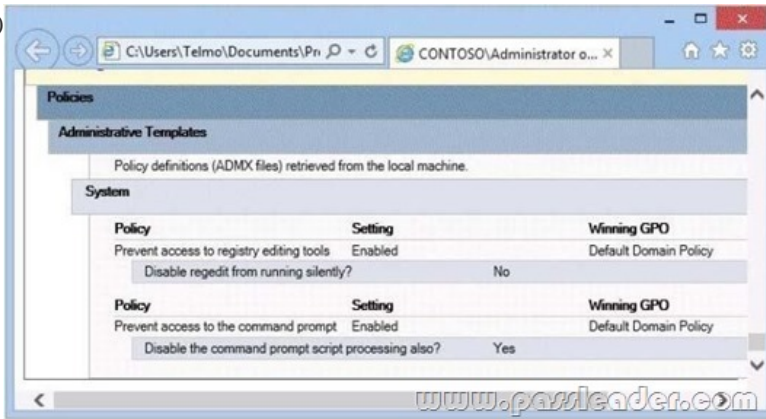 )
C:\Users\Telmo\Documents\Pr
CONTOSO\Administrator o...
Policies
Administrative Templates
Policy definitions (ADMX files) retrieved from the local machine.
System
Policy Setting Winning GPO
Prevent access to registry editing tools Enabled Default Domain Policy
Disable regedit from running silently? No
Policy Setting Winning GPO
Prevent access to the command prompt Enabled Default Domain Policy
Disable the command prompt script processing also? Yes
www.passleader.com